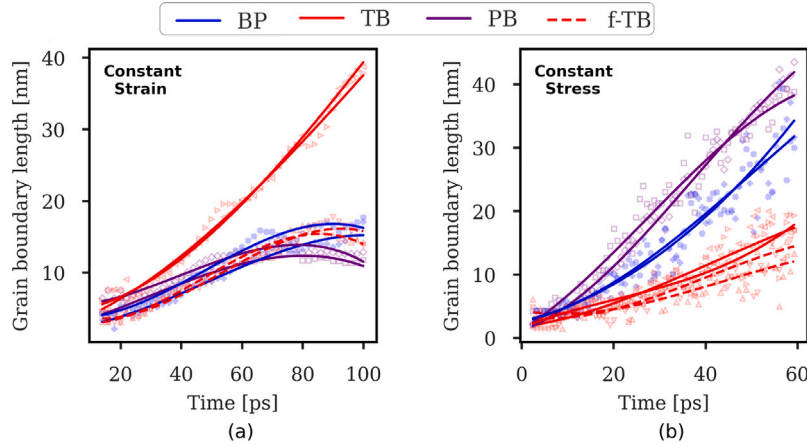 BP TB PB f-TB
Constant
Strain
Grain boundary length [nm]
40
30
20
10
20 40 60 80 100
Time [ps]
(a)
Constant
Stress
Grain boundary length [nm]
40
30
20
10
0
0 20 40 60
Time [ps]
(b)